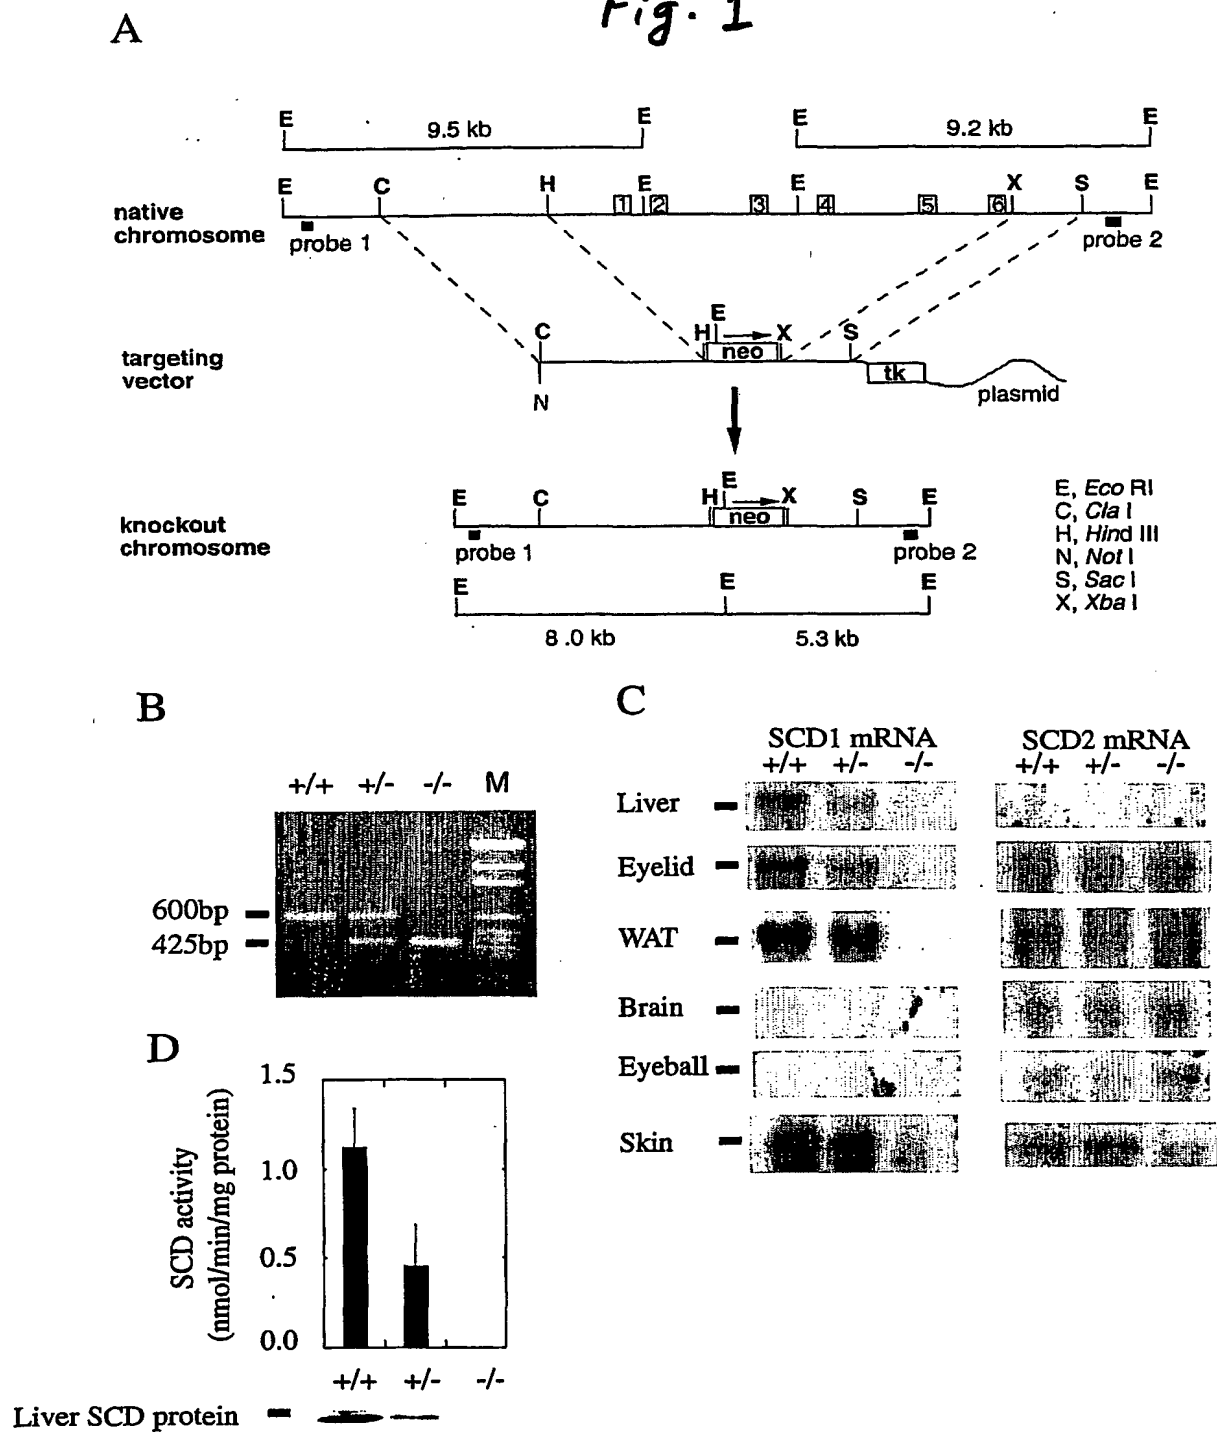 Fig. 1
A
E E E E
9.5 kb 9.2 kb
E C H E E X S E
native
chromosome
1 2 3 4 5 6
probe 1 probe 2
E
C H X S
targeting
vector
neo
tk
plasmid
N
E
E C H X S E
knockout
chromosome
neo
probe 1 probe 2
E E E
8.0 kb 5.3 kb
E, Eco RI
C, Cla I
H, Hind III
N, Not I
S, Sac I
X, Xba I
B
+/+ +/- -/- M
600bp
425bp
C
SCD1 mRNA SCD2 mRNA
+/+ +/- -/- +/+ +/- -/-
Liver
Eyelid
WAT
Brain
Eyeball
Skin
D
SCD activity
(nmol/min/mg protein)
1.5
1.0
0.5
0.0
+/+ +/- -/-
Liver SCD protein